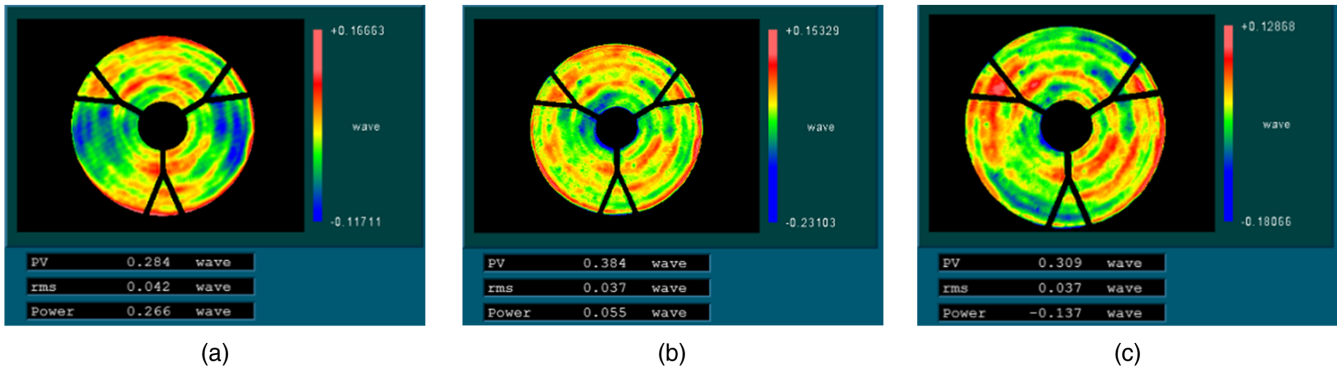 +0.16663
wave
-0.11711
PV 0.284 wave
rms 0.042 wave
Power 0.266 wave
(a)
+0.15329
wave
-0.23103
PV 0.384 wave
rms 0.037 wave
Power 0.055 wave
(b)
+0.12868
wave
-0.18066
PV 0.309 wave
rms 0.037 wave
Power -0.137 wave
(c)